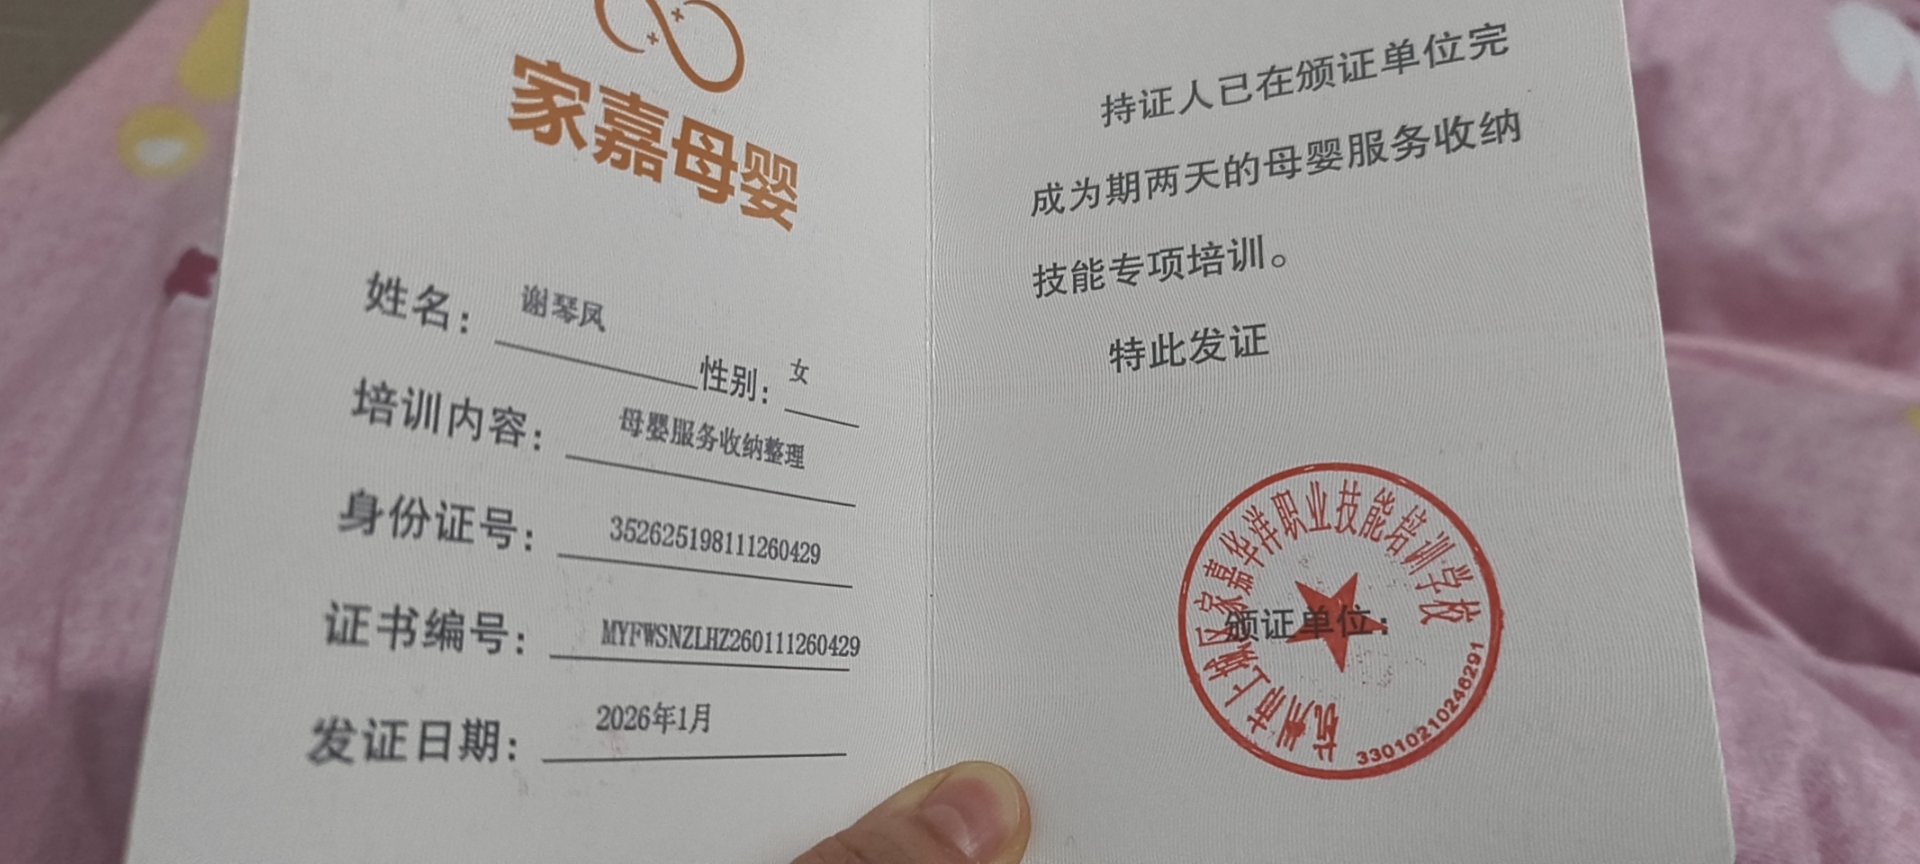 家嘉母婴
姓名：谢琴凤 性别：女
培训内容：母婴服务收纳整理
身份证号：352625198111260429
证书编号：MYFWSNZLHZ260111260429
发证日期：2026年1月
持证人已在颁证单位完
成为期两天的母婴服务收纳
技能专项培训。
特此发证
颁证单位：
杭州市上城区家嘉华洋职业技能培训学校
33010210246291